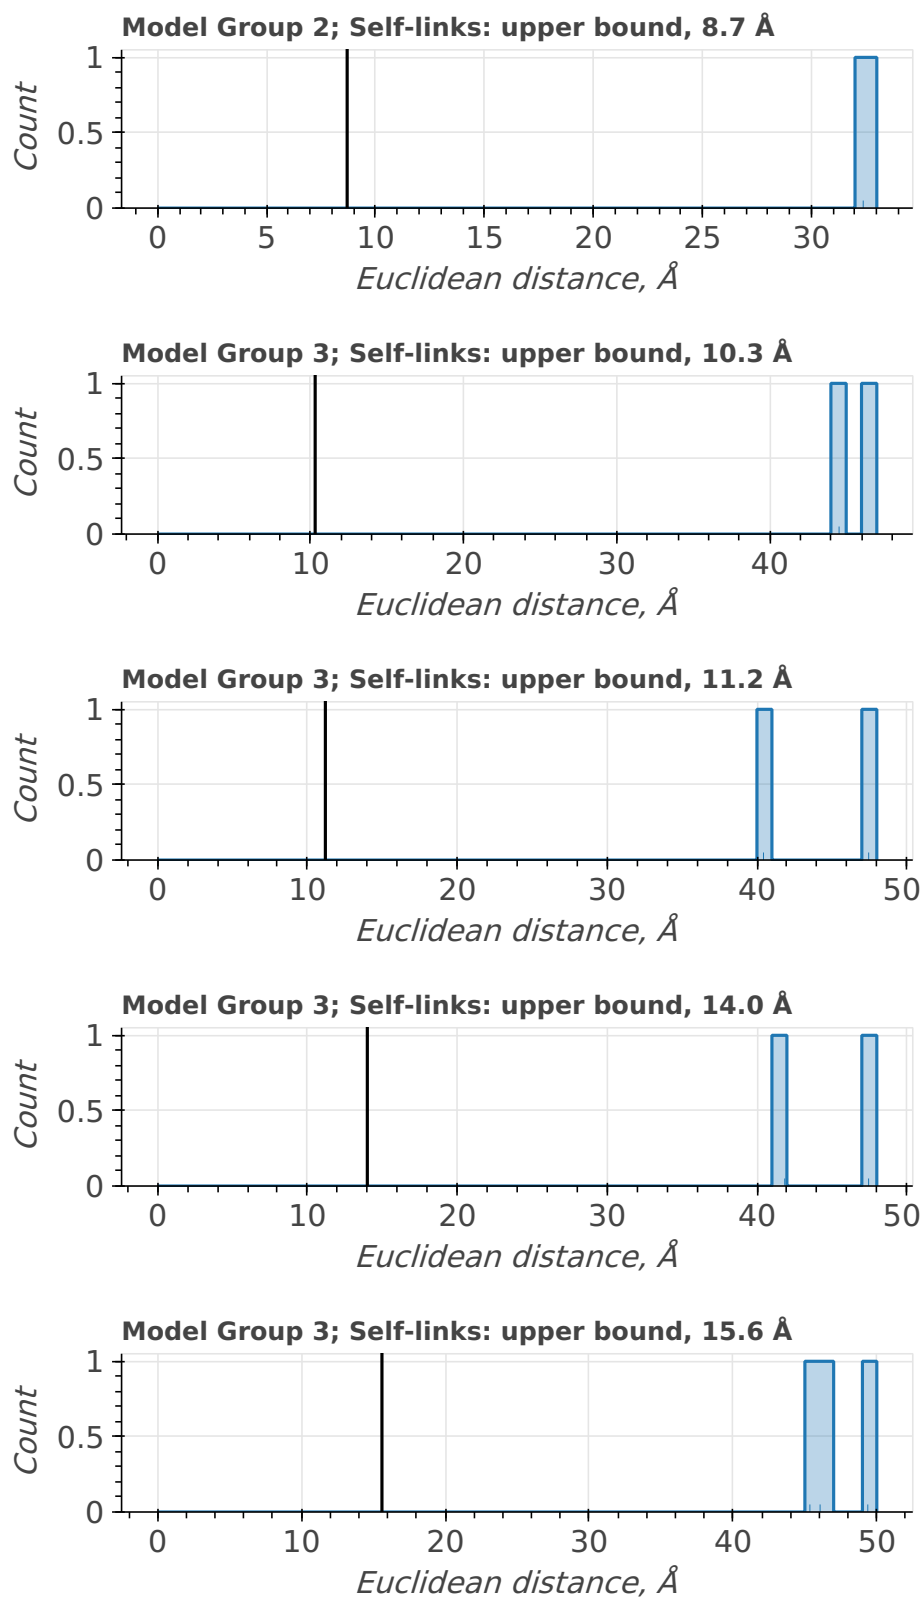 Model Group 2; Self-links: upper bound, 8.7 Å
Count
1
0.5
0
0 5 10 15 20 25 30
Euclidean distance, Å
Model Group 3; Self-links: upper bound, 10.3 Å
Count
1
0.5
0
0 10 20 30 40
Euclidean distance, Å
Model Group 3; Self-links: upper bound, 11.2 Å
Count
1
0.5
0
0 10 20 30 40 50
Euclidean distance, Å
Model Group 3; Self-links: upper bound, 14.0 Å
Count
1
0.5
0
0 10 20 30 40 50
Euclidean distance, Å
Model Group 3; Self-links: upper bound, 15.6 Å
Count
1
0.5
0
0 10 20 30 40 50
Euclidean distance, Å